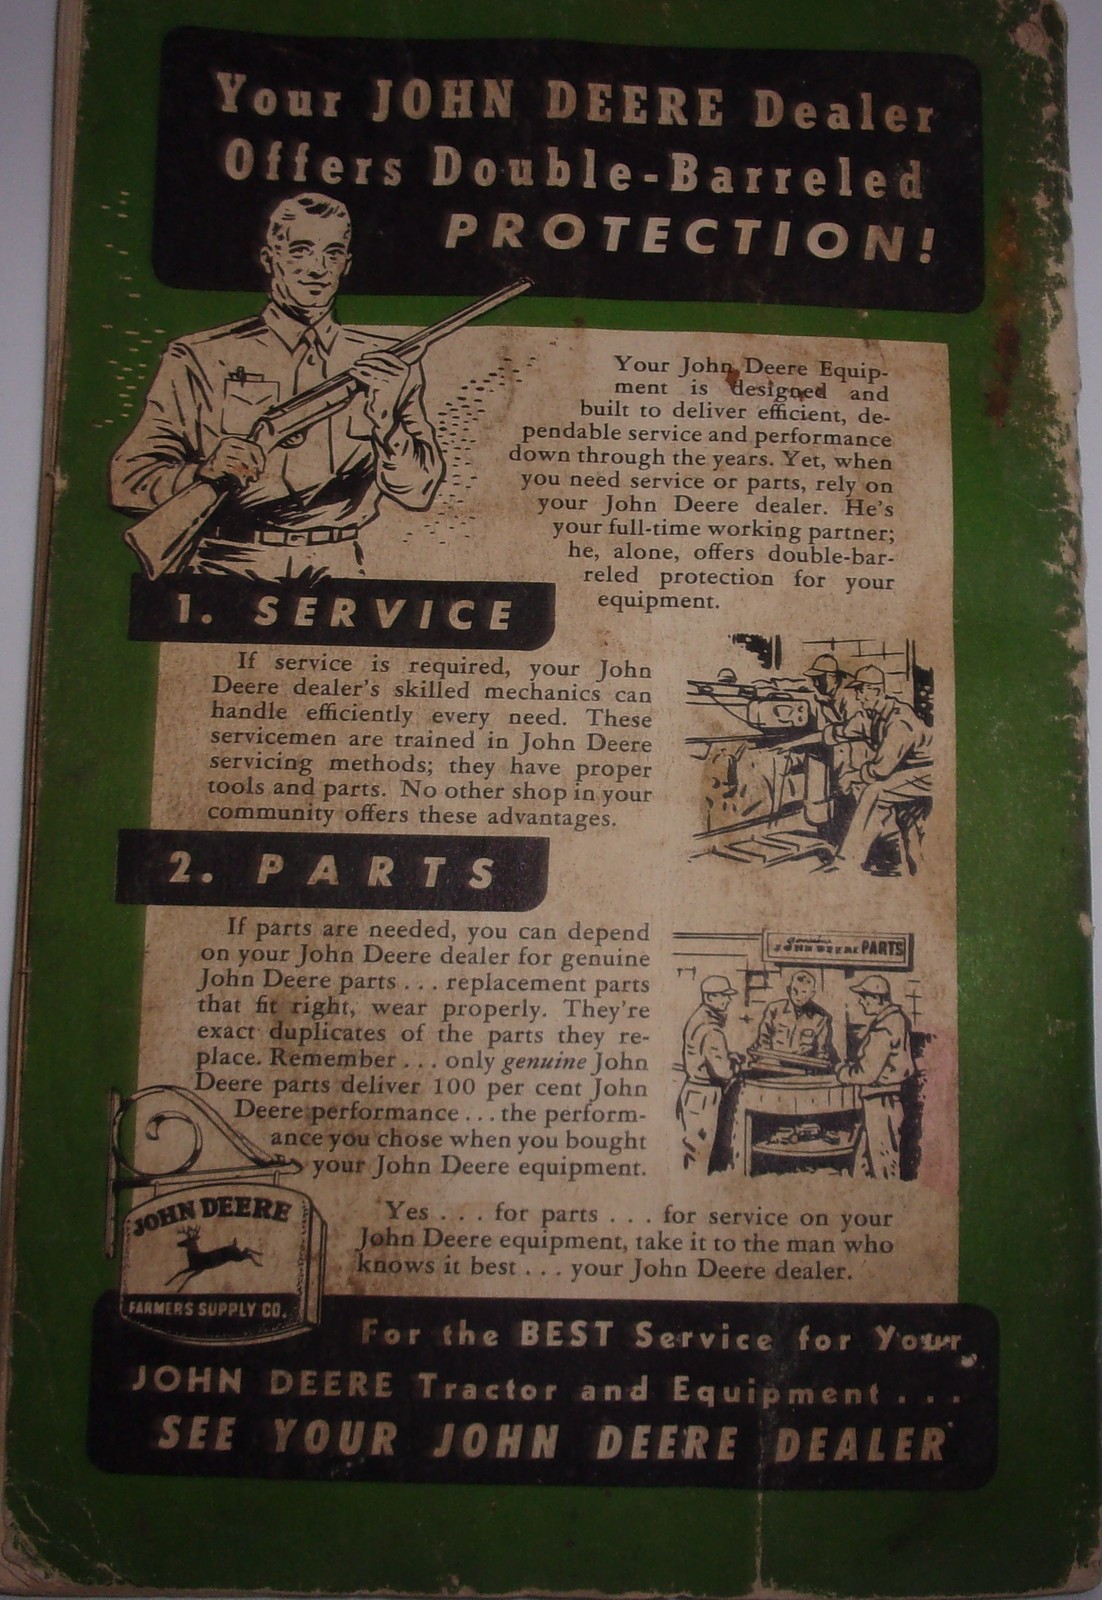 Your JOHN DEERE Dealer
Offers Double-Barreled
PROTECTION!
Your John Deere Equip-
ment is designed and
built to deliver efficient, de-
pendable service and performance
down through the years. Yet, when
you need service or parts, rely on
your John Deere dealer. He's
your full-time working partner;
he, alone, offers double-bar-
reled protection for your
equipment.
1. SERVICE
If service is required, your John
Deere dealer's skilled mechanics can
handle efficiently every need. These
servicemen are trained in John Deere
servicing methods; they have proper
tools and parts. No other shop in your
community offers these advantages.
2. PARTS
If parts are needed, you can depend
on your John Deere dealer for genuine
John Deere parts . . . replacement parts
that fit right, wear properly. They're
exact duplicates of the parts they re-
place. Remember . . . only genuine John
Deere parts deliver 100 per cent John
Deere performance . . . the perform-
ance you chose when you bought
your John Deere equipment.
Genuine
JOHN DEERE PARTS
Yes . . . for parts . . . for service on your
John Deere equipment, take it to the man who
knows it best . . . your John Deere dealer.
JOHN DEERE
FARMERS SUPPLY CO.
For the BEST Service for Your
JOHN DEERE Tractor and Equipment . . .
SEE YOUR JOHN DEERE DEALER